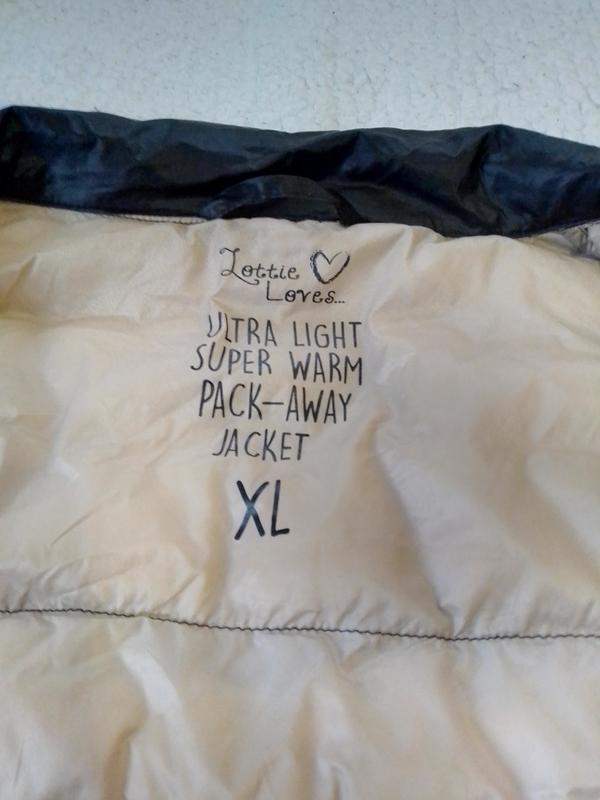 Lottie
Loves...
ULTRA LIGHT
SUPER WARM
PACK-AWAY
JACKET
XL